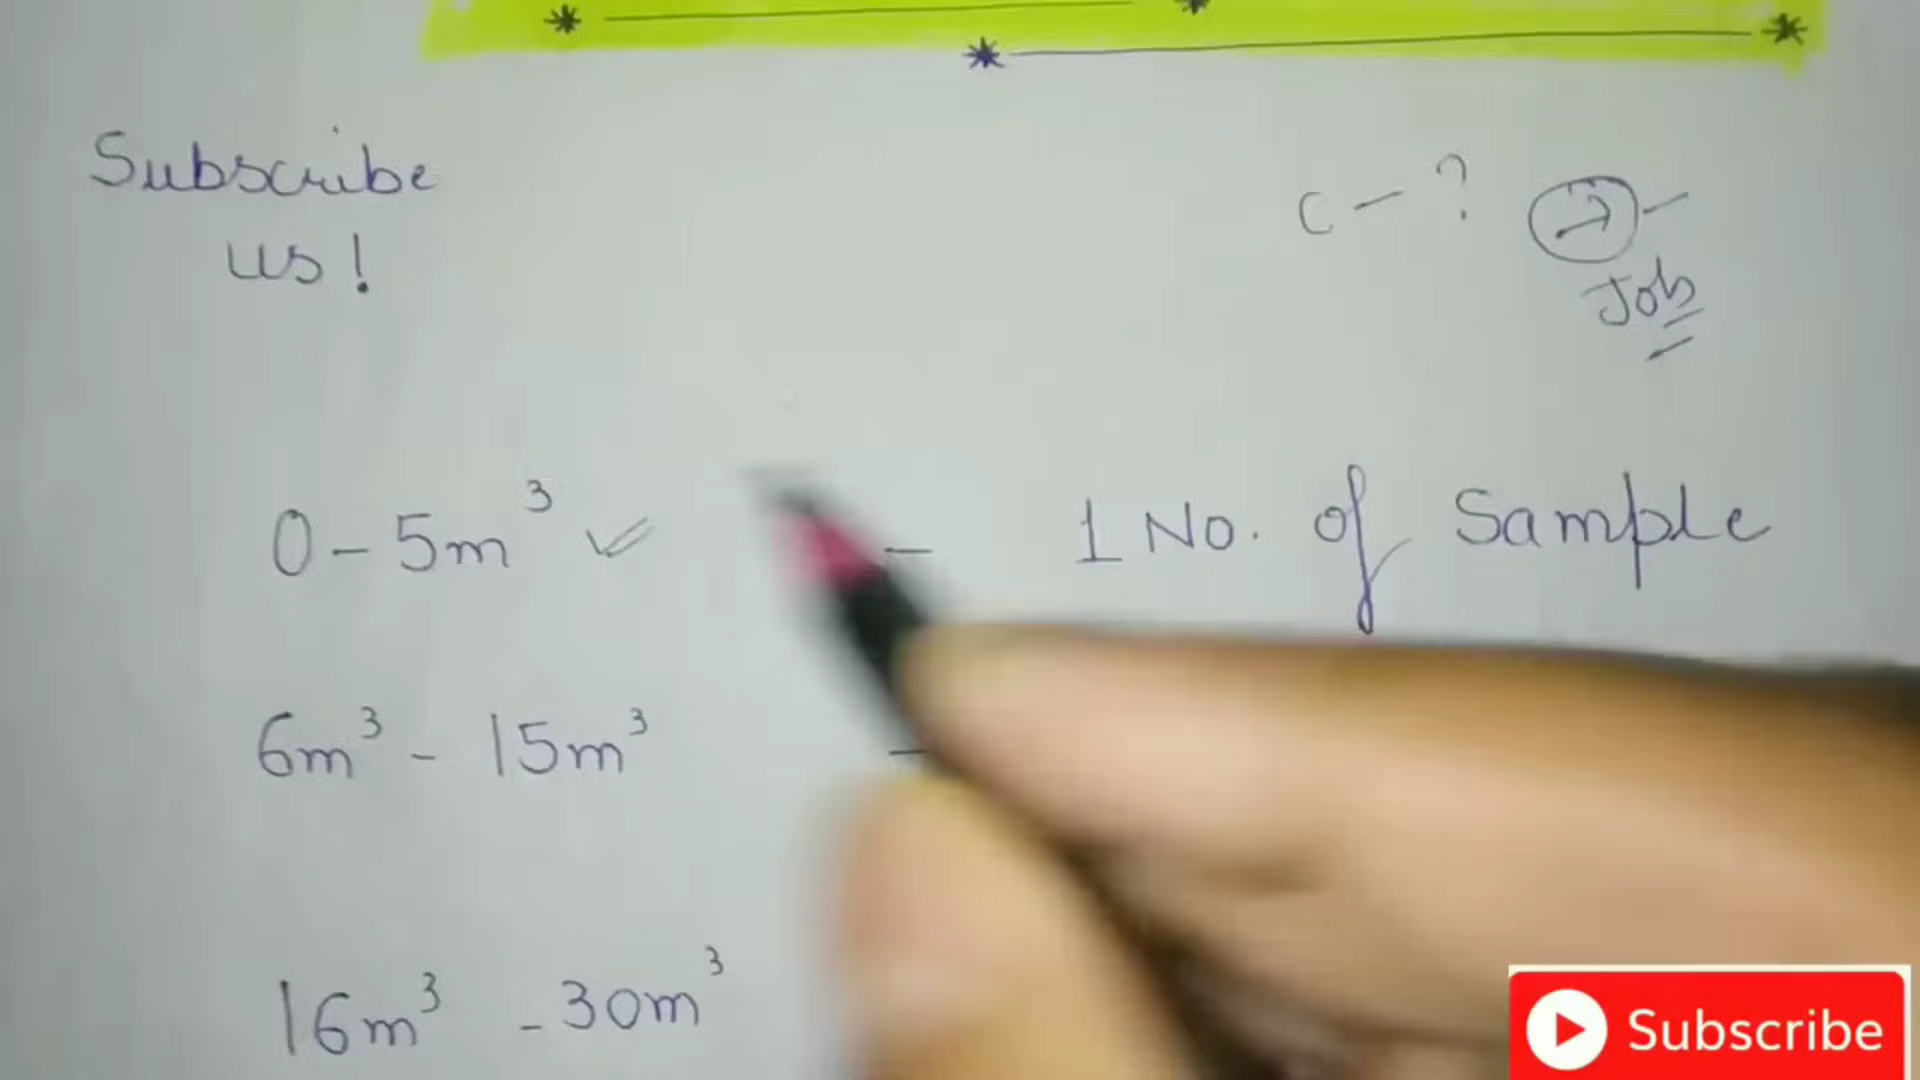 Subscribe
us!
C - ?
Job
0 - 5m³ ✓ - 1 No. of Sample
6m³ - 15m³ -
16m³ - 30m³
Subscribe